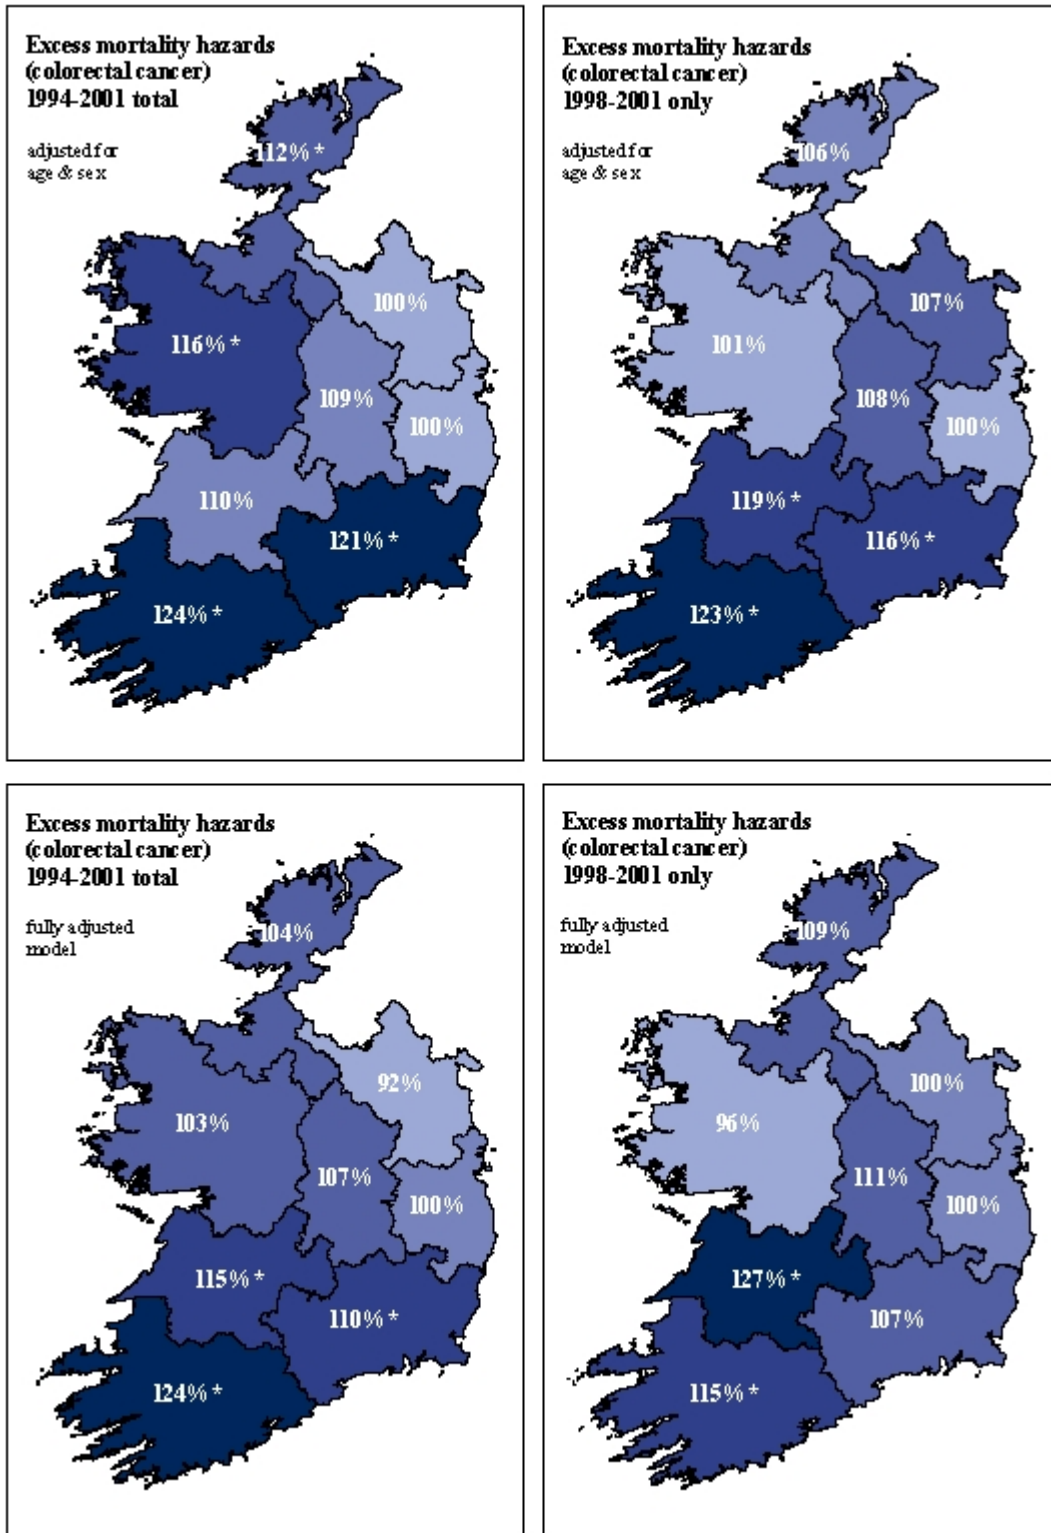 Excess mortality hazards
(colorectal cancer)
1994-2001 total
adjusted for
age & sex
112% *
100%
116% *
109%
100%
110%
121% *
124% *
Excess mortality hazards
(colorectal cancer)
1998-2001 only
adjusted for
age & sex
106%
107%
101%
108%
100%
119% *
116% *
123% *
Excess mortality hazards
(colorectal cancer)
1994-2001 total
fully adjusted
model
104%
92%
103%
107%
100%
115% *
110% *
124% *
Excess mortality hazards
(colorectal cancer)
1998-2001 only
fully adjusted
model
109%
100%
96%
111%
100%
127% *
107%
115% *